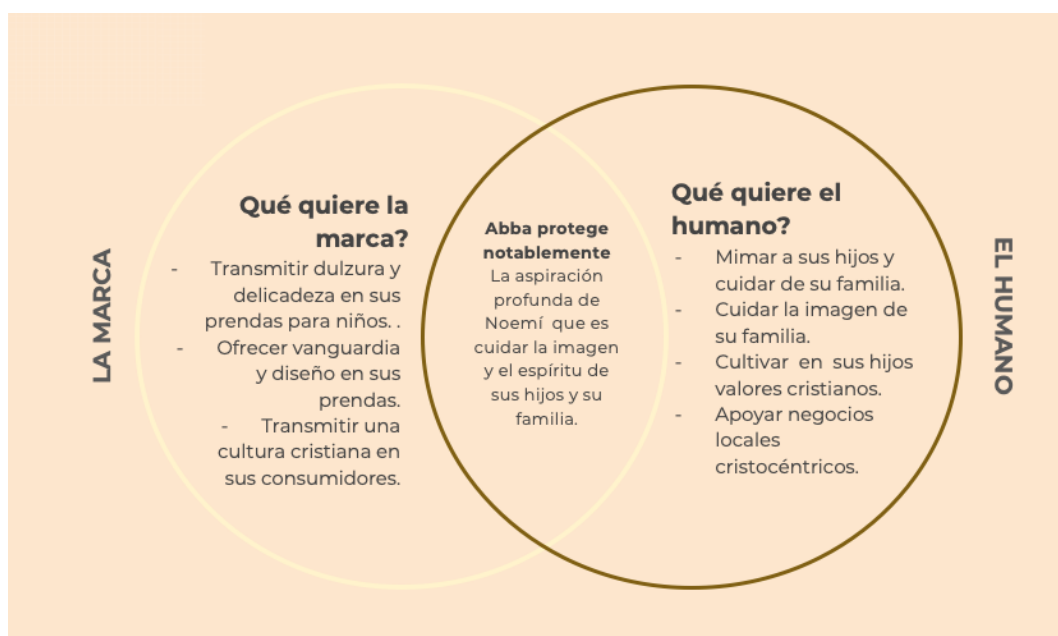 LA MARCA
Qué quiere la
marca?
- Transmitir dulzura y
delicadeza en sus
prendas para niños. .
- Ofrecer vanguardia
y diseño en sus
prendas.
- Transmitir una
cultura cristiana en
sus consumidores.
Abba protege
notablemente
La aspiración
profunda de
Noemí que es
cuidar la imagen
y el espíritu de
sus hijos y su
familia.
Qué quiere el
humano?
- Mimar a sus hijos y
cuidar de su familia.
- Cuidar la imagen de
su familia.
- Cultivar en sus hijos
valores cristianos.
- Apoyar negocios
locales
cristocéntricos.
EL HUMANO